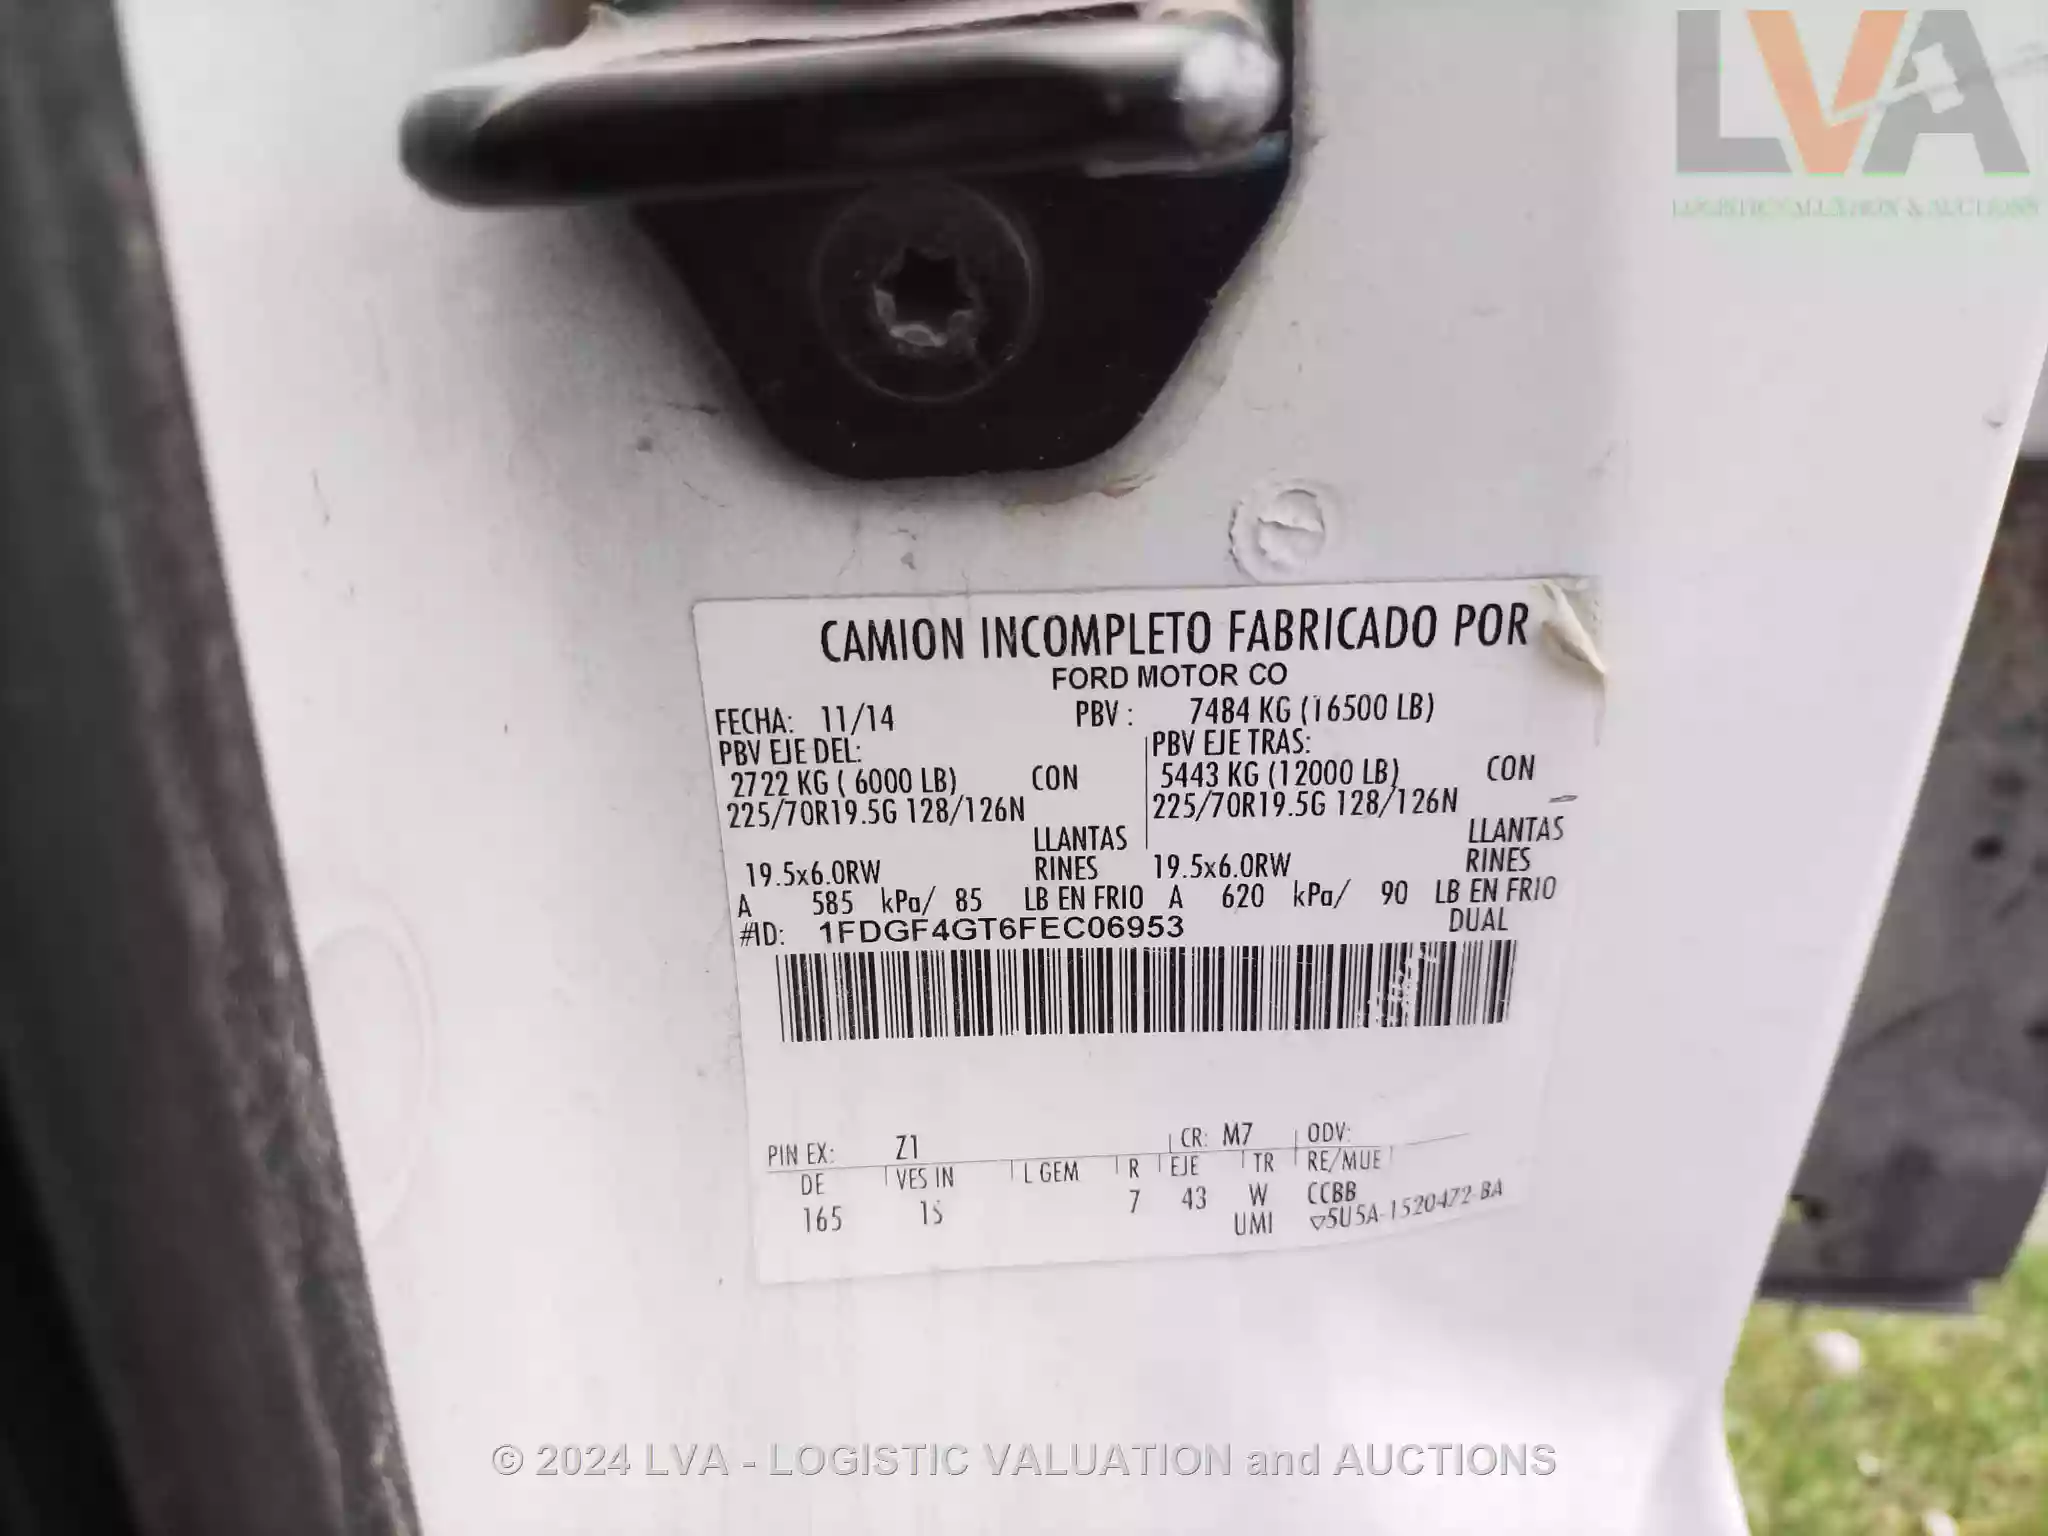 LVA
LOGISTIC VALUATION & AUCTIONS
CAMION INCOMPLETO FABRICADO POR
FORD MOTOR CO
FECHA: 11/14 PBV : 7484 KG (16500 LB)
PBV EJE DEL: PBV EJE TRAS:
2722 KG ( 6000 LB) CON 5443 KG (12000 LB) CON
225/70R19.5G 128/126N 225/70R19.5G 128/126N
LLANTAS LLANTAS
19.5x6.0RW RINES 19.5x6.0RW RINES
A 585 kPa/ 85 LB EN FRIO A 620 kPa/ 90 LB EN FRIO
#ID: 1FDGF4GT6FEC06953 DUAL
PIN EX: Z1 CR: M7 ODV:
DE VES IN L GEM R EJE TR RE/MUE
165 15 7 43 W CCBB
UMI ▽5U5A-1520472-BA
© 2024 LVA - LOGISTIC VALUATION and AUCTIONS